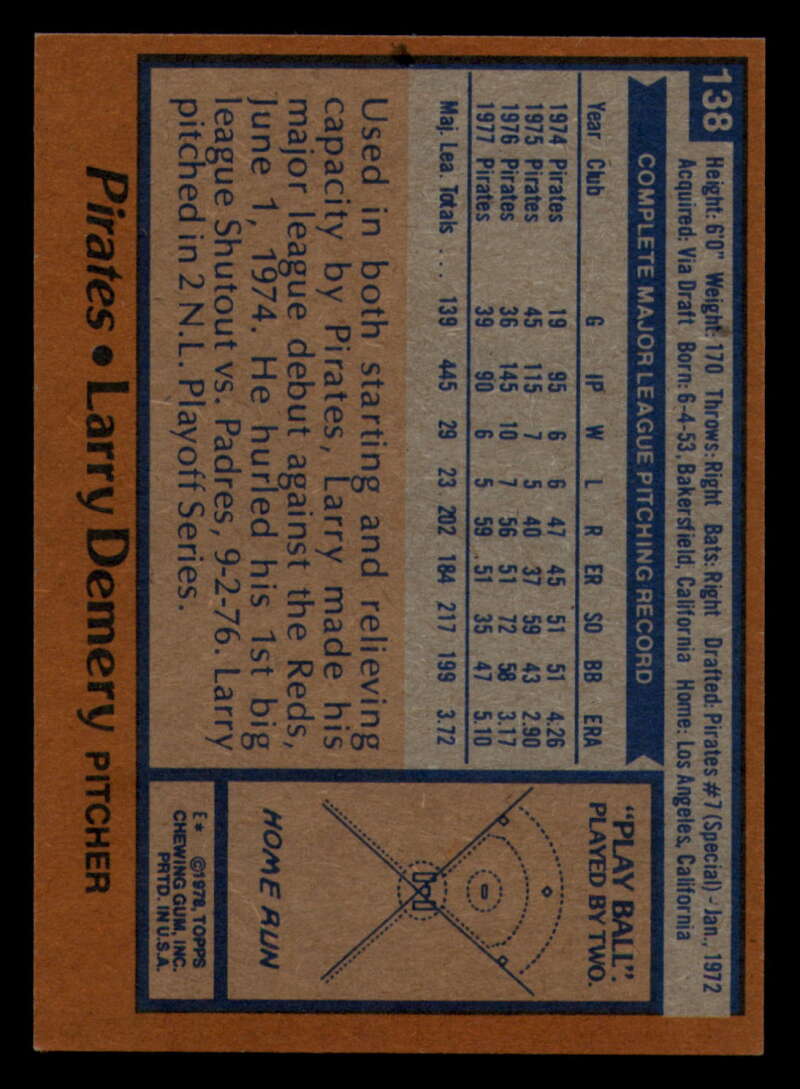 138
Height: 6'0" Weight: 170 Throws: Right Bats: Right Drafted: Pirates #7 (Special) - Jan., 1972
Acquired: Via Draft Born: 6-4-53, Bakersfield, California Home: Los Angeles, California
COMPLETE MAJOR LEAGUE PITCHING RECORD
Year Club G IP W L R ER SO BB ERA
1974 Pirates 19 95 6 6 47 45 51 51 4.26
1975 Pirates 45 115 7 5 40 37 59 43 2.90
1976 Pirates 36 145 10 7 56 51 72 58 3.17
1977 Pirates 39 90 6 5 59 51 35 47 5.10
Maj. Lea. Totals .... 139 445 29 23 202 184 217 199 3.72
Used in both starting and relieving
capacity by Pirates, Larry made his
major league debut against the Reds,
June 1, 1974. He hurled his 1st big
league Shutout vs. Padres, 9-2-76. Larry
pitched in 2 N.L. Playoff Series.
"PLAY BALL".
PLAYED BY TWO.
HOME RUN
E* ©1978, TOPPS
CHEWING GUM, INC.
PRTD. IN U.S.A.
Pirates • Larry Demery PITCHER